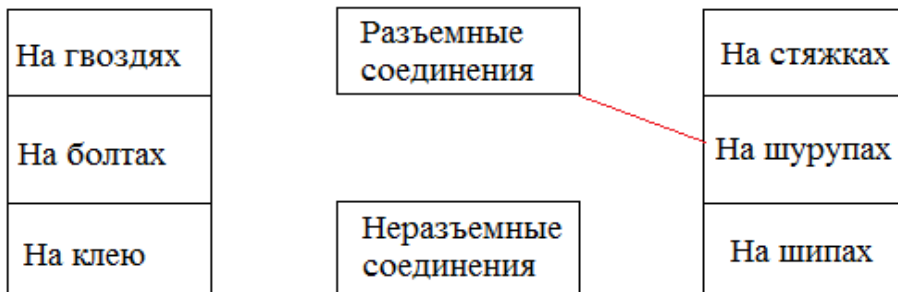 На гвоздях
На болтах
На клею
Разъемные
соединения
Неразъемные
соединения
На стяжках
На шурупах
На шипах